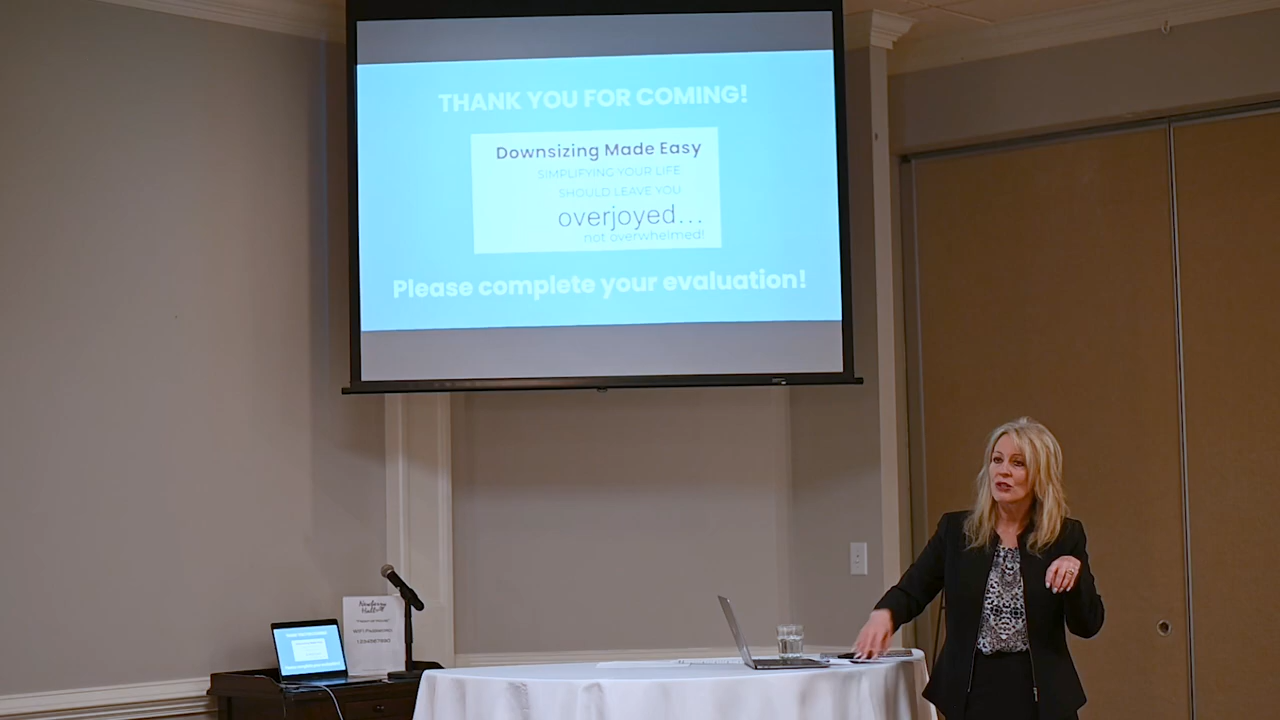 THANK YOU FOR COMING!
Downsizing Made Easy
SIMPLIFYING YOUR LIFE
SHOULD LEAVE YOU
overjoyed...
not overwhelmed!
Please complete your evaluation!
Newberry